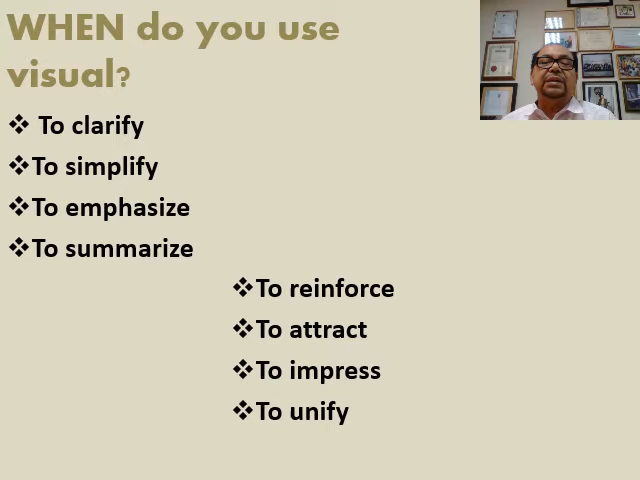 WHEN do you use
visual?
❖ To clarify
❖To simplify
❖To emphasize
❖To summarize
❖To reinforce
❖To attract
❖To impress
❖To unify